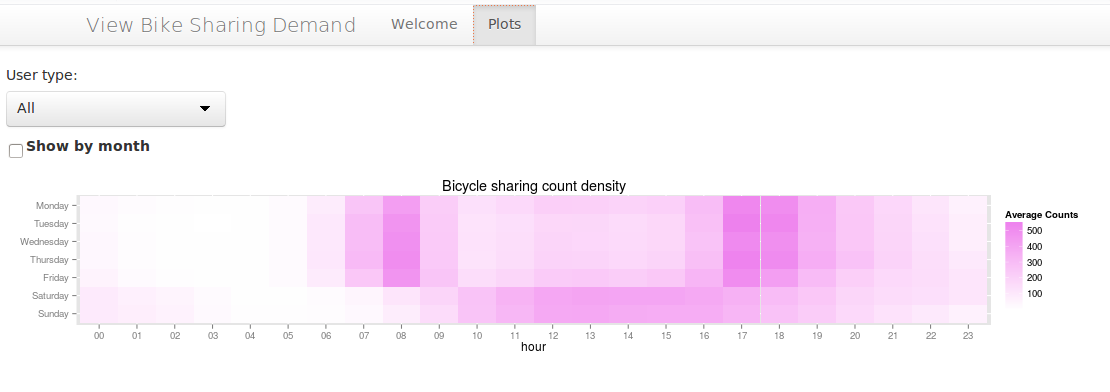 View Bike Sharing Demand Welcome Plots
User type:
All
Show by month
Bicycle sharing count density
Monday
Tuesday
Wednesday
Thursday
Friday
Saturday
Sunday
00 01 02 03 04 05 06 07 08 09 10 11 12 13 14 15 16 17 18 19 20 21 22 23
hour
Average Counts
500
400
300
200
100